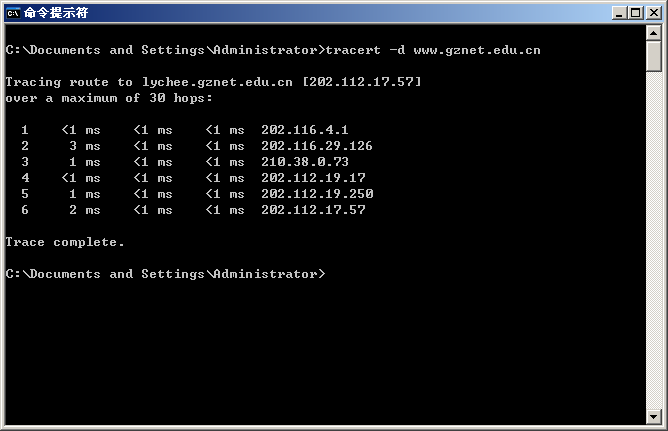 命令提示符
C:\Documents and Settings\Administrator>tracert -d www.gznet.edu.cn
Tracing route to lychee.gznet.edu.cn [202.112.17.57]
over a maximum of 30 hops:
1 <1 ms <1 ms <1 ms 202.116.4.1
2 3 ms <1 ms <1 ms 202.116.29.126
3 1 ms <1 ms <1 ms 210.38.0.73
4 <1 ms <1 ms <1 ms 202.112.19.17
5 1 ms <1 ms <1 ms 202.112.19.250
6 2 ms <1 ms <1 ms 202.112.17.57
Trace complete.
C:\Documents and Settings\Administrator>